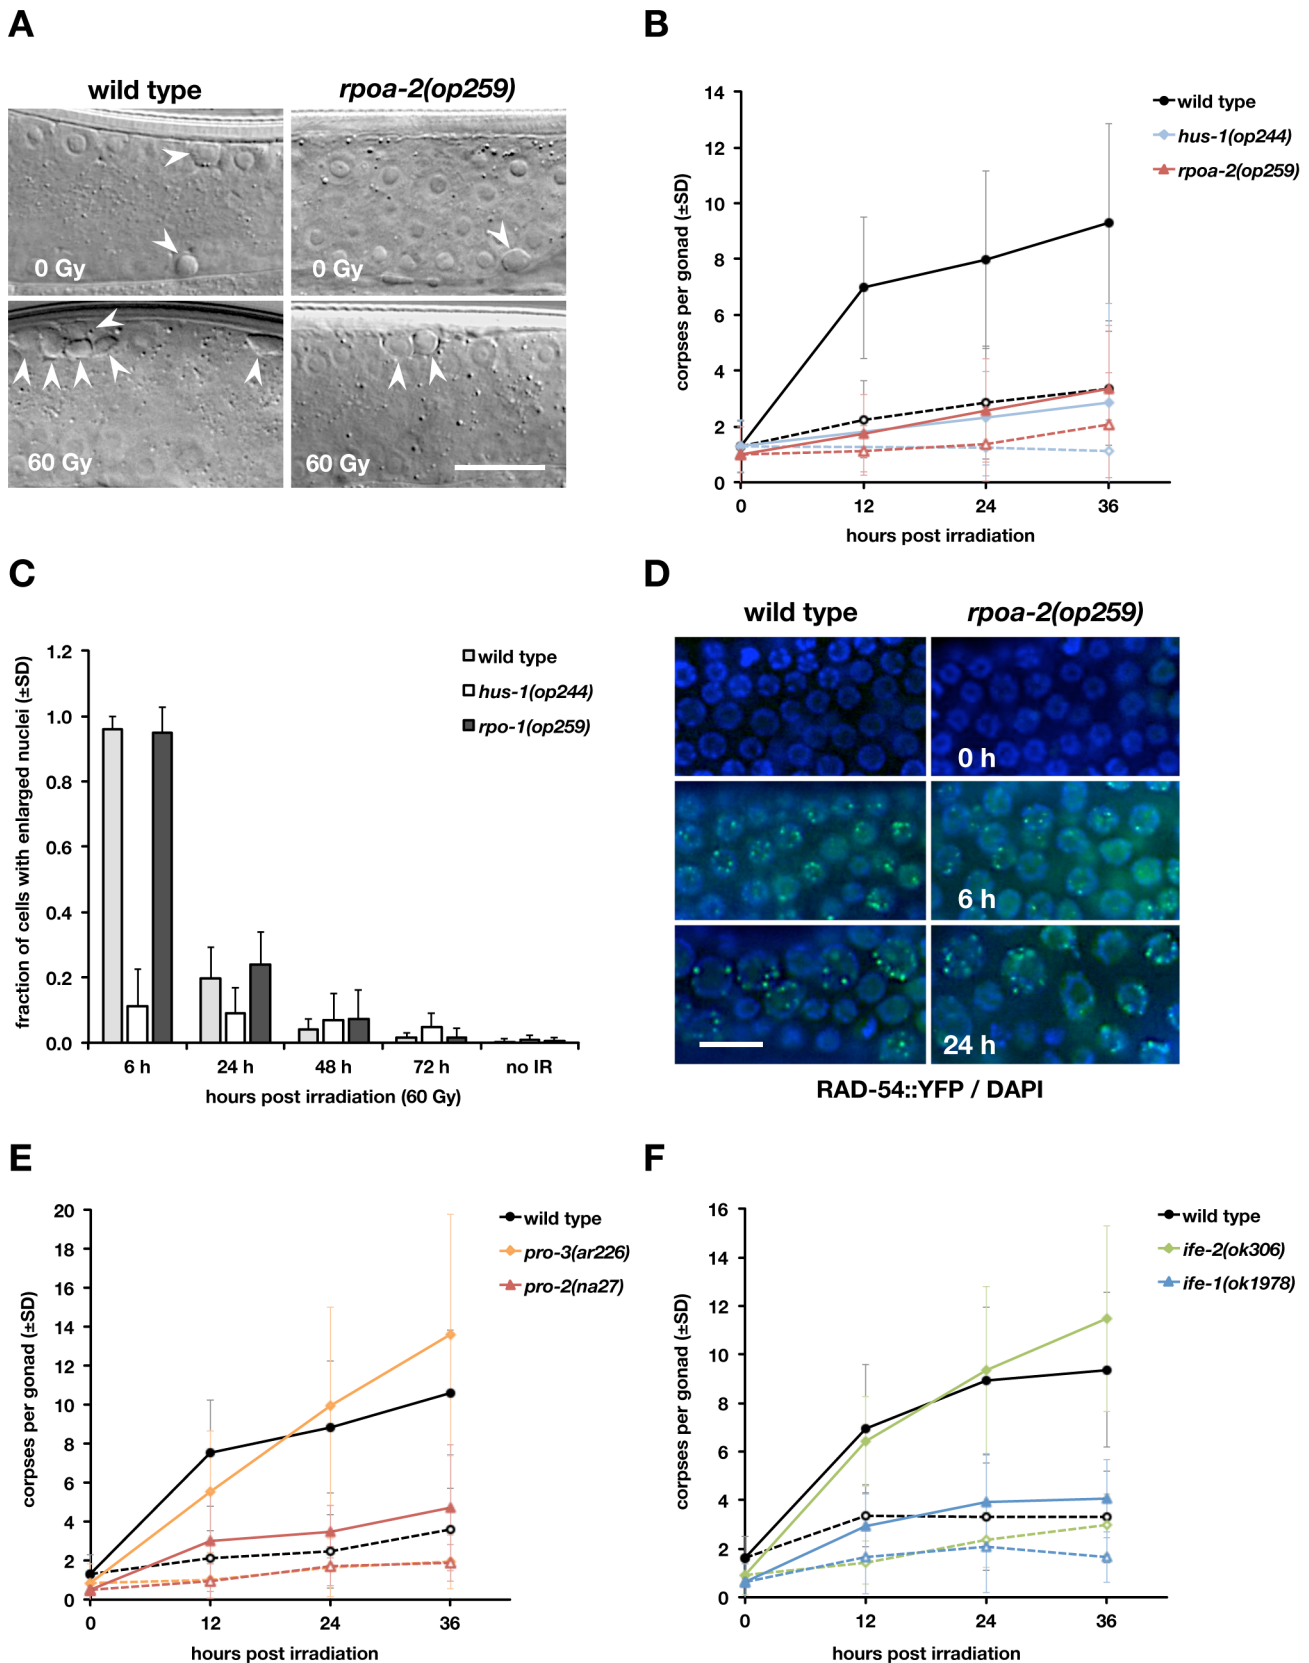 A
wild type
rpoa-2(op259)
0 Gy
0 Gy
60 Gy
60 Gy
B
corpses per gonad (±SD)
14
12
10
8
6
4
2
0
0
12
24
36
hours post irradiation
wild type
hus-1(op244)
rpoa-2(op259)
C
fraction of cells with enlarged nuclei (±SD)
1.2
1.0
0.8
0.6
0.4
0.2
0.0
6 h
24 h
48 h
72 h
no IR
hours post irradiation (60 Gy)
wild type
hus-1(op244)
rpo-1(op259)
D
wild type
rpoa-2(op259)
0 h
6 h
24 h
RAD-54::YFP / DAPI
E
corpses per gonad (±SD)
20
18
16
14
12
10
8
6
4
2
0
0
12
24
36
hours post irradiation
wild type
pro-3(ar226)
pro-2(na27)
F
corpses per gonad (±SD)
16
14
12
10
8
6
4
2
0
0
12
24
36
hours post irradiation
wild type
ife-2(ok306)
ife-1(ok1978)